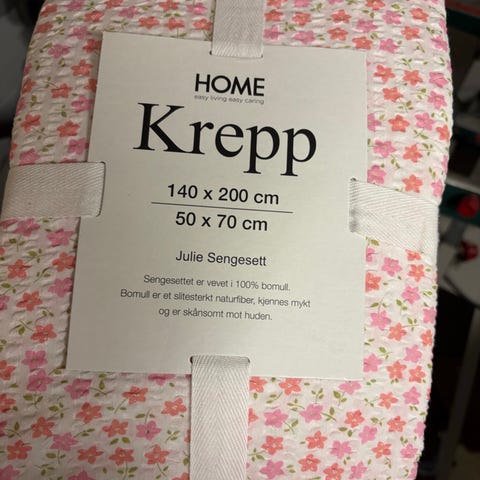 HOME
easy living easy caring
Krepp
140 x 200 cm
50 x 70 cm
Julie Sengesett
Sengesettet er vevet i 100% bomull.
Bomull er et slitesterkt naturfiber, kjennes mykt
og er skånsomt mot huden.